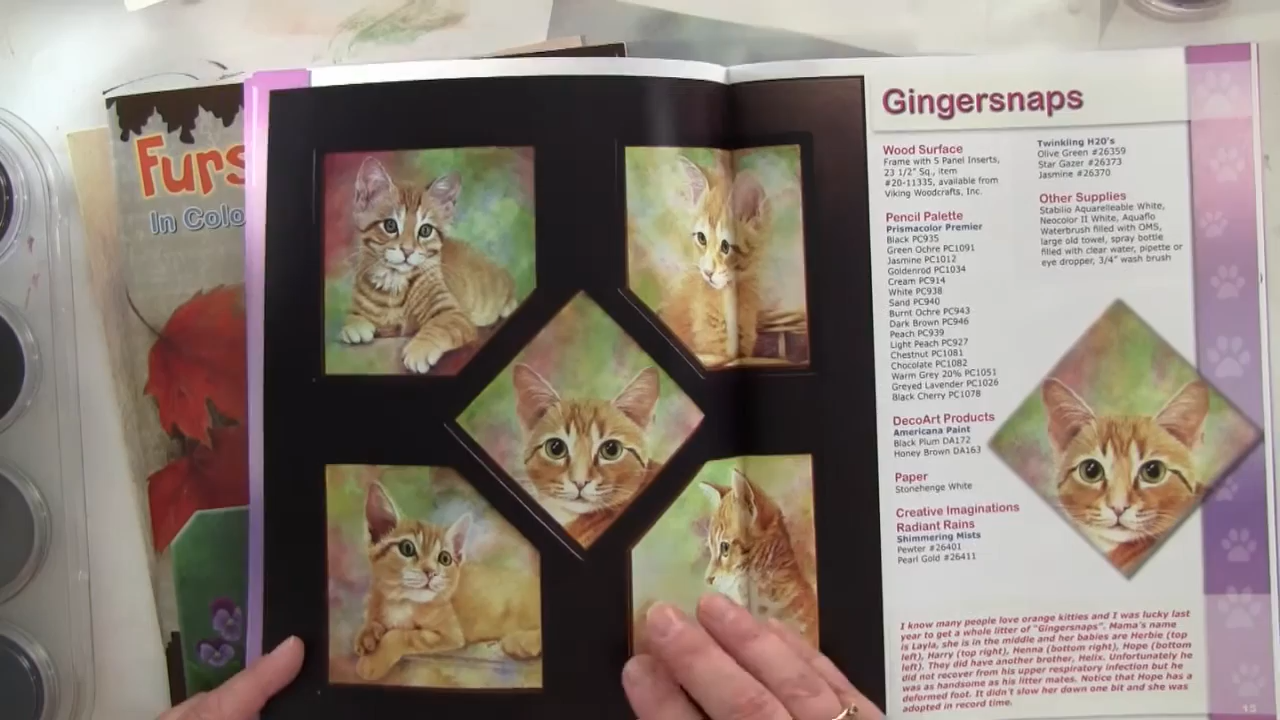 Furs
In Colo
Gingersnaps
Wood Surface
Frame with 5 Panel Inserts,
23 1/2" Sq., item
#20-11335, available from
Viking Woodcrafts, Inc.
Pencil Palette
Prismacolor Premier
Black PC935
Green Ochre PC1091
Jasmine PC1012
Goldenrod PC1034
Cream PC914
White PC938
Sand PC940
Burnt Ochre PC943
Dark Brown PC946
Peach PC939
Light Peach PC927
Chestnut PC1081
Chocolate PC1082
Warm Grey 20% PC1051
Greyed Lavender PC1026
Black Cherry PC1078
DecoArt Products
Americana Paint
Black Plum DA172
Honey Brown DA163
Paper
Stonehenge White
Creative Imaginations
Radiant Rains
Shimmering Mists
Pewter #26401
Pearl Gold #26411
Twinkling H20's
Olive Green #26359
Star Gazer #26373
Jasmine #26370
Other Supplies
Stabilio Aquarelleable White,
Neocolor II White, Aquaflo
Waterbrush filled with OMS,
large old towel, spray bottle
filled with clear water, pipette or
eye dropper, 3/4" wash brush
I know many people love orange kitties and I was lucky last
year to get a whole litter of "Gingersnaps". Mama's name
is Layla, she is in the middle and her babies are Herbie (top
left), Harry (top right), Henna (bottom right), Hope (bottom
left). They did have another brother, Helix. Unfortunately he
did not recover from his upper respiratory infection but he
was as handsome as his litter mates. Notice that Hope has a
deformed foot. It didn't slow her down one bit and she was
adopted in record time.
15